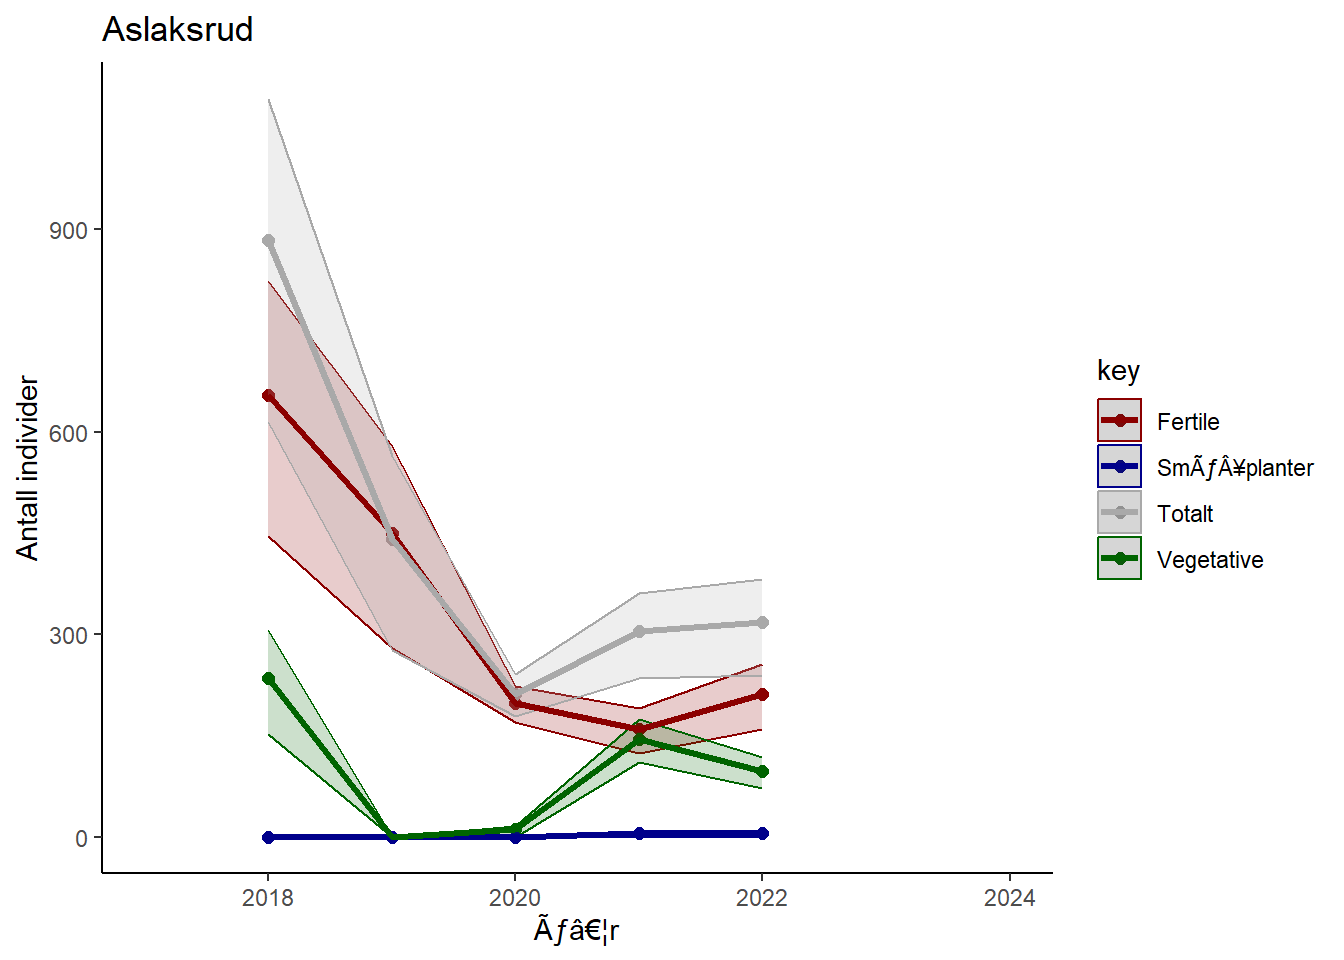 Aslaksrud
Antall individer
900
600
300
0
2018
2020
2022
2024
Ãƒâ€¦r
key
Fertile
SmÃƒÂ¥planter
Totalt
Vegetative